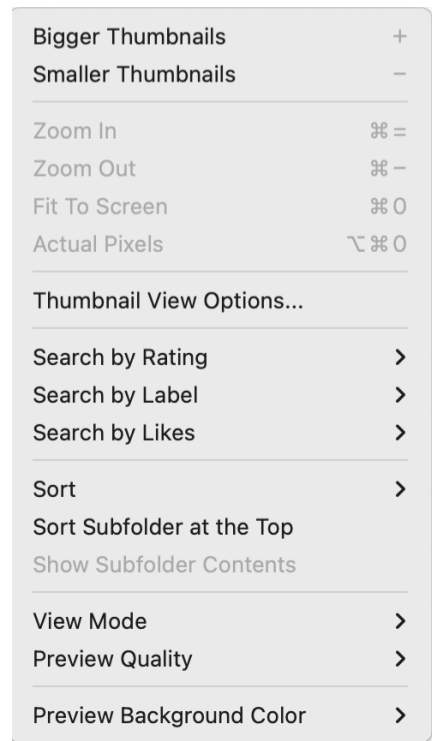 Bigger Thumbnails +
Smaller Thumbnails −
Zoom In ⌘ =
Zoom Out ⌘ −
Fit To Screen ⌘ 0
Actual Pixels ⌥ ⌘ 0
Thumbnail View Options...
Search by Rating
Search by Label
Search by Likes
Sort
Sort Subfolder at the Top
Show Subfolder Contents
View Mode
Preview Quality
Preview Background Color